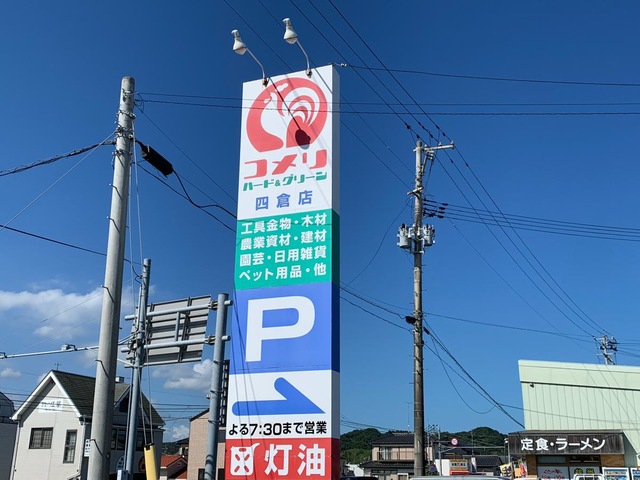 コメリ
ハード&グリーン
四倉店
工具金物・木材
農業資材・建材
園芸・日用雑貨
ペット用品・他
P
よる7:30まで営業
灯油
定食・ラーメン